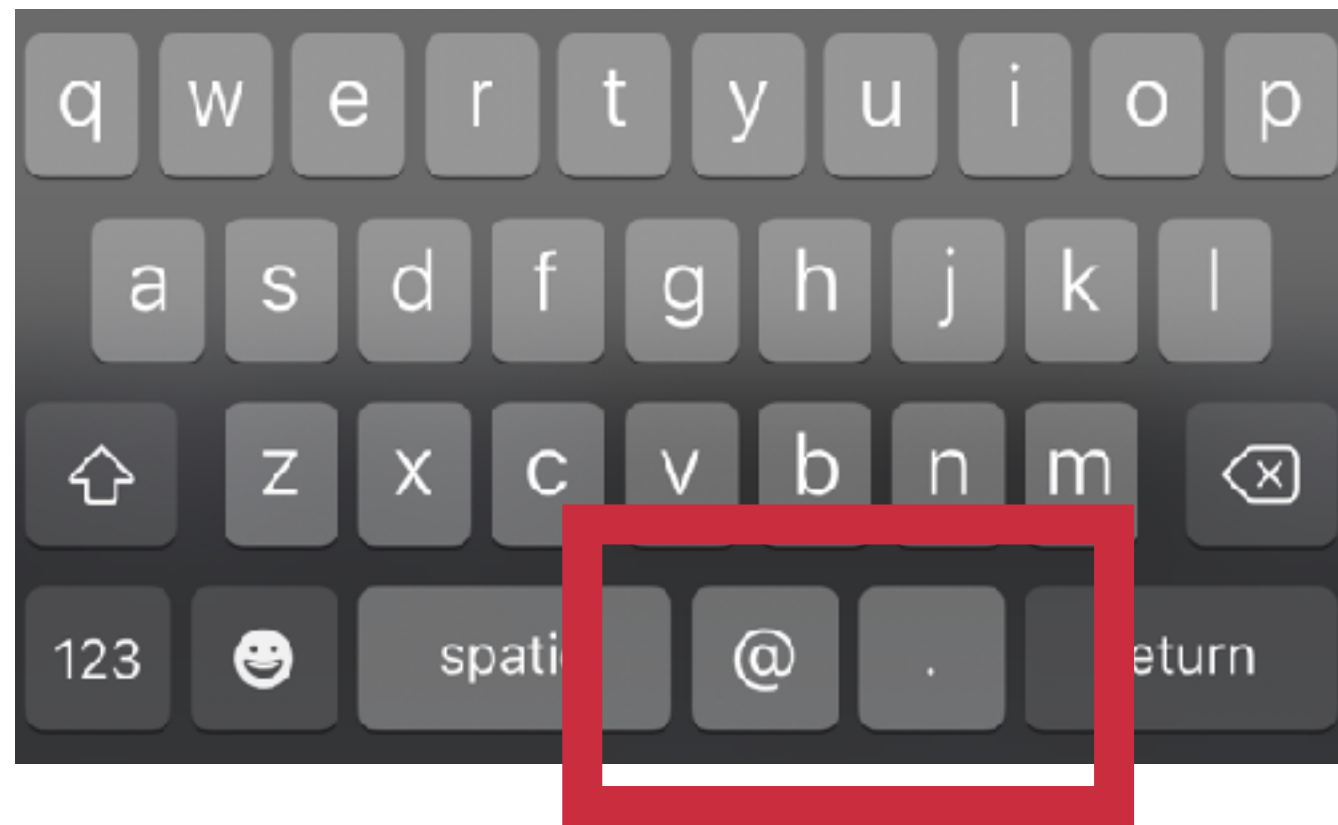 q w e r t y u i o p
a s d f g h j k l
z x c v b n m
123 spati @ . eturn